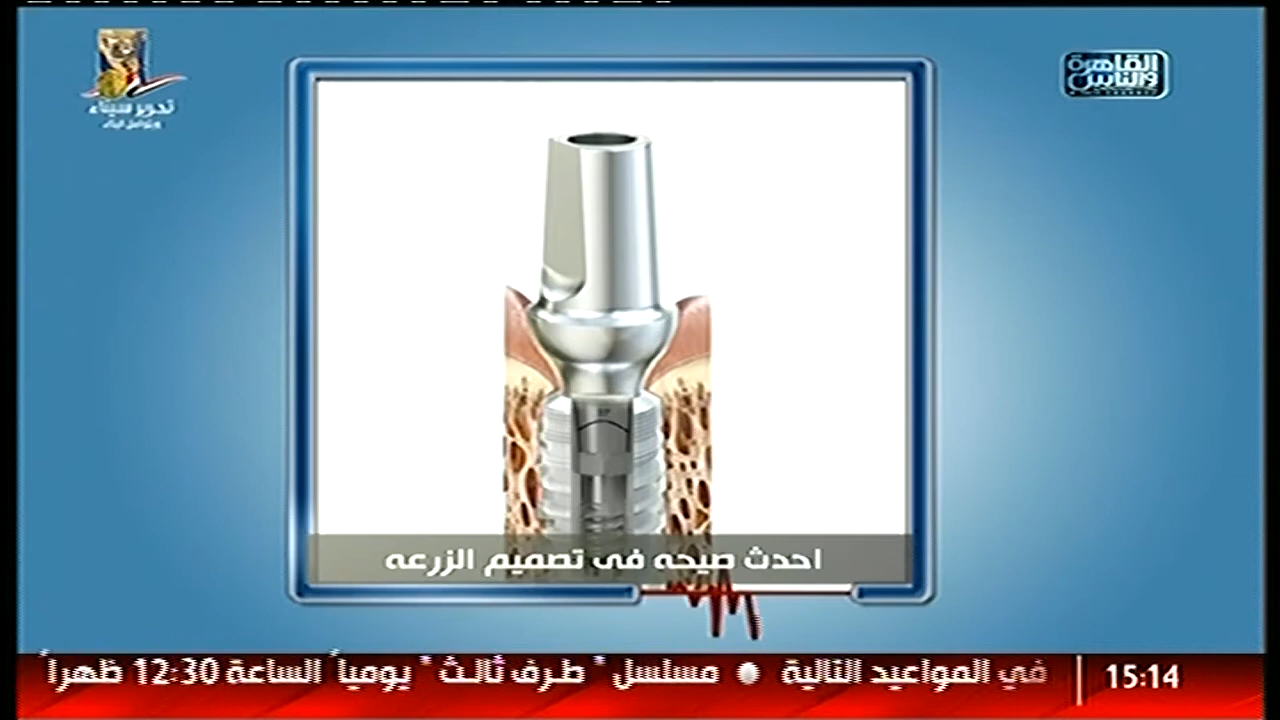 تحرير سيناء
القاهرة
والناس
احدث صيحه فى تصميم الزرعه
في المواعيد التالية ● مسلسل " طرف ثالث " يومياً الساعة 12:30 ظهراً
15:14